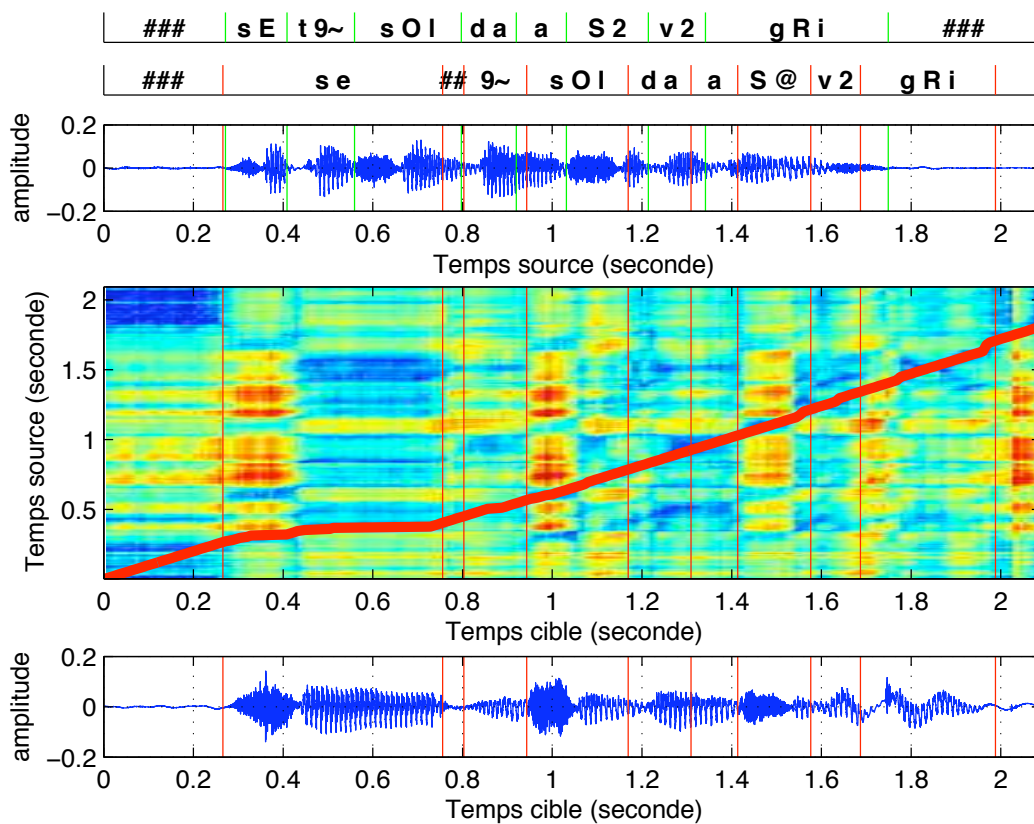 ### s E t 9~ s O l d a a S 2 v 2 g R i ###
### s e ## 9~ s O l d a a S @ v 2 g R i
amplitude
0.2
0
−0.2
0 0.2 0.4 0.6 0.8 1 1.2 1.4 1.6 1.8 2
Temps source (seconde)
Temps source (seconde)
2
1.5
1
0.5
0 0.2 0.4 0.6 0.8 1 1.2 1.4 1.6 1.8 2
Temps cible (seconde)
amplitude
0.2
0
−0.2
0 0.2 0.4 0.6 0.8 1 1.2 1.4 1.6 1.8 2
Temps cible (seconde)